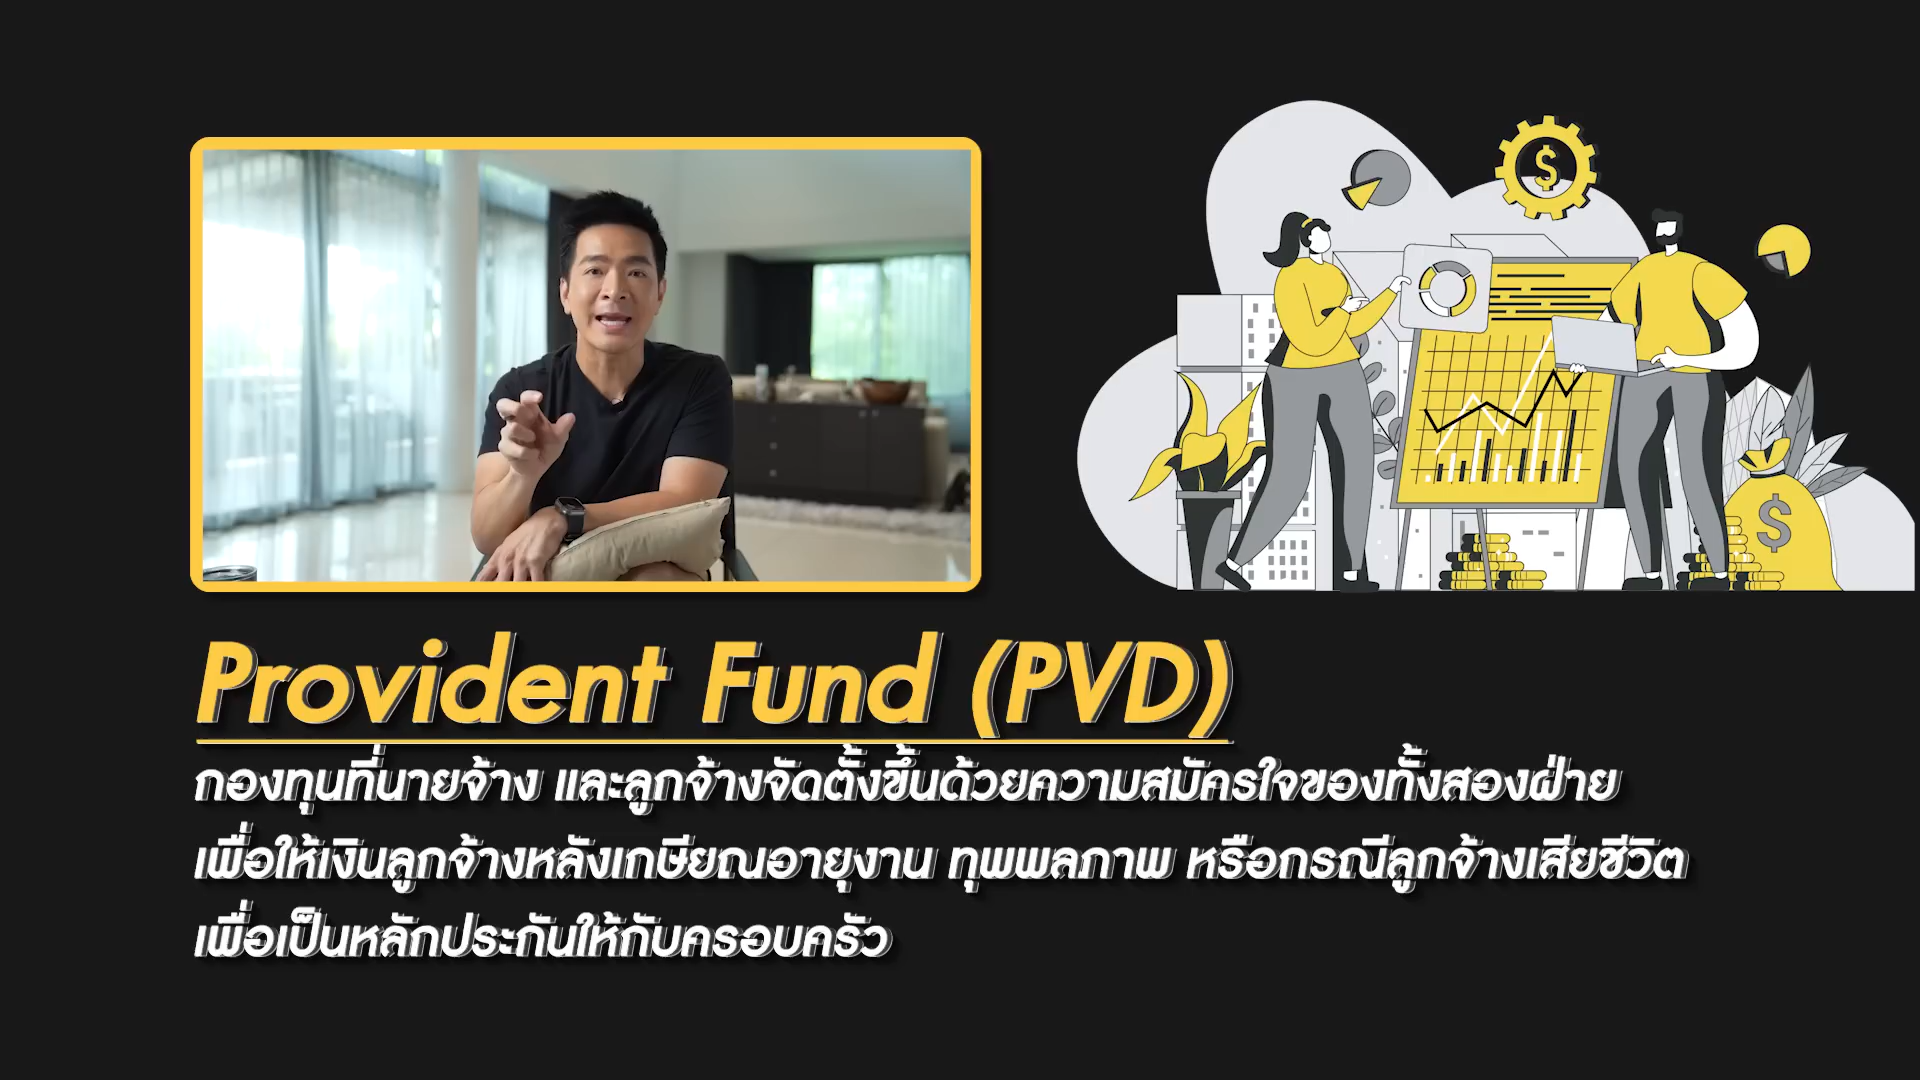 Provident Fund (PVD)
กองทุนที่นายจ้าง และลูกจ้างจัดตั้งขึ้นด้วยความสมัครใจของทั้งสองฝ่าย
เพื่อให้เงินลูกจ้างหลังเกษียณอายุงาน ทุพพลภาพ หรือกรณีลูกจ้างเสียชีวิต
เพื่อเป็นหลักประกันให้กับครอบครัว
$
$